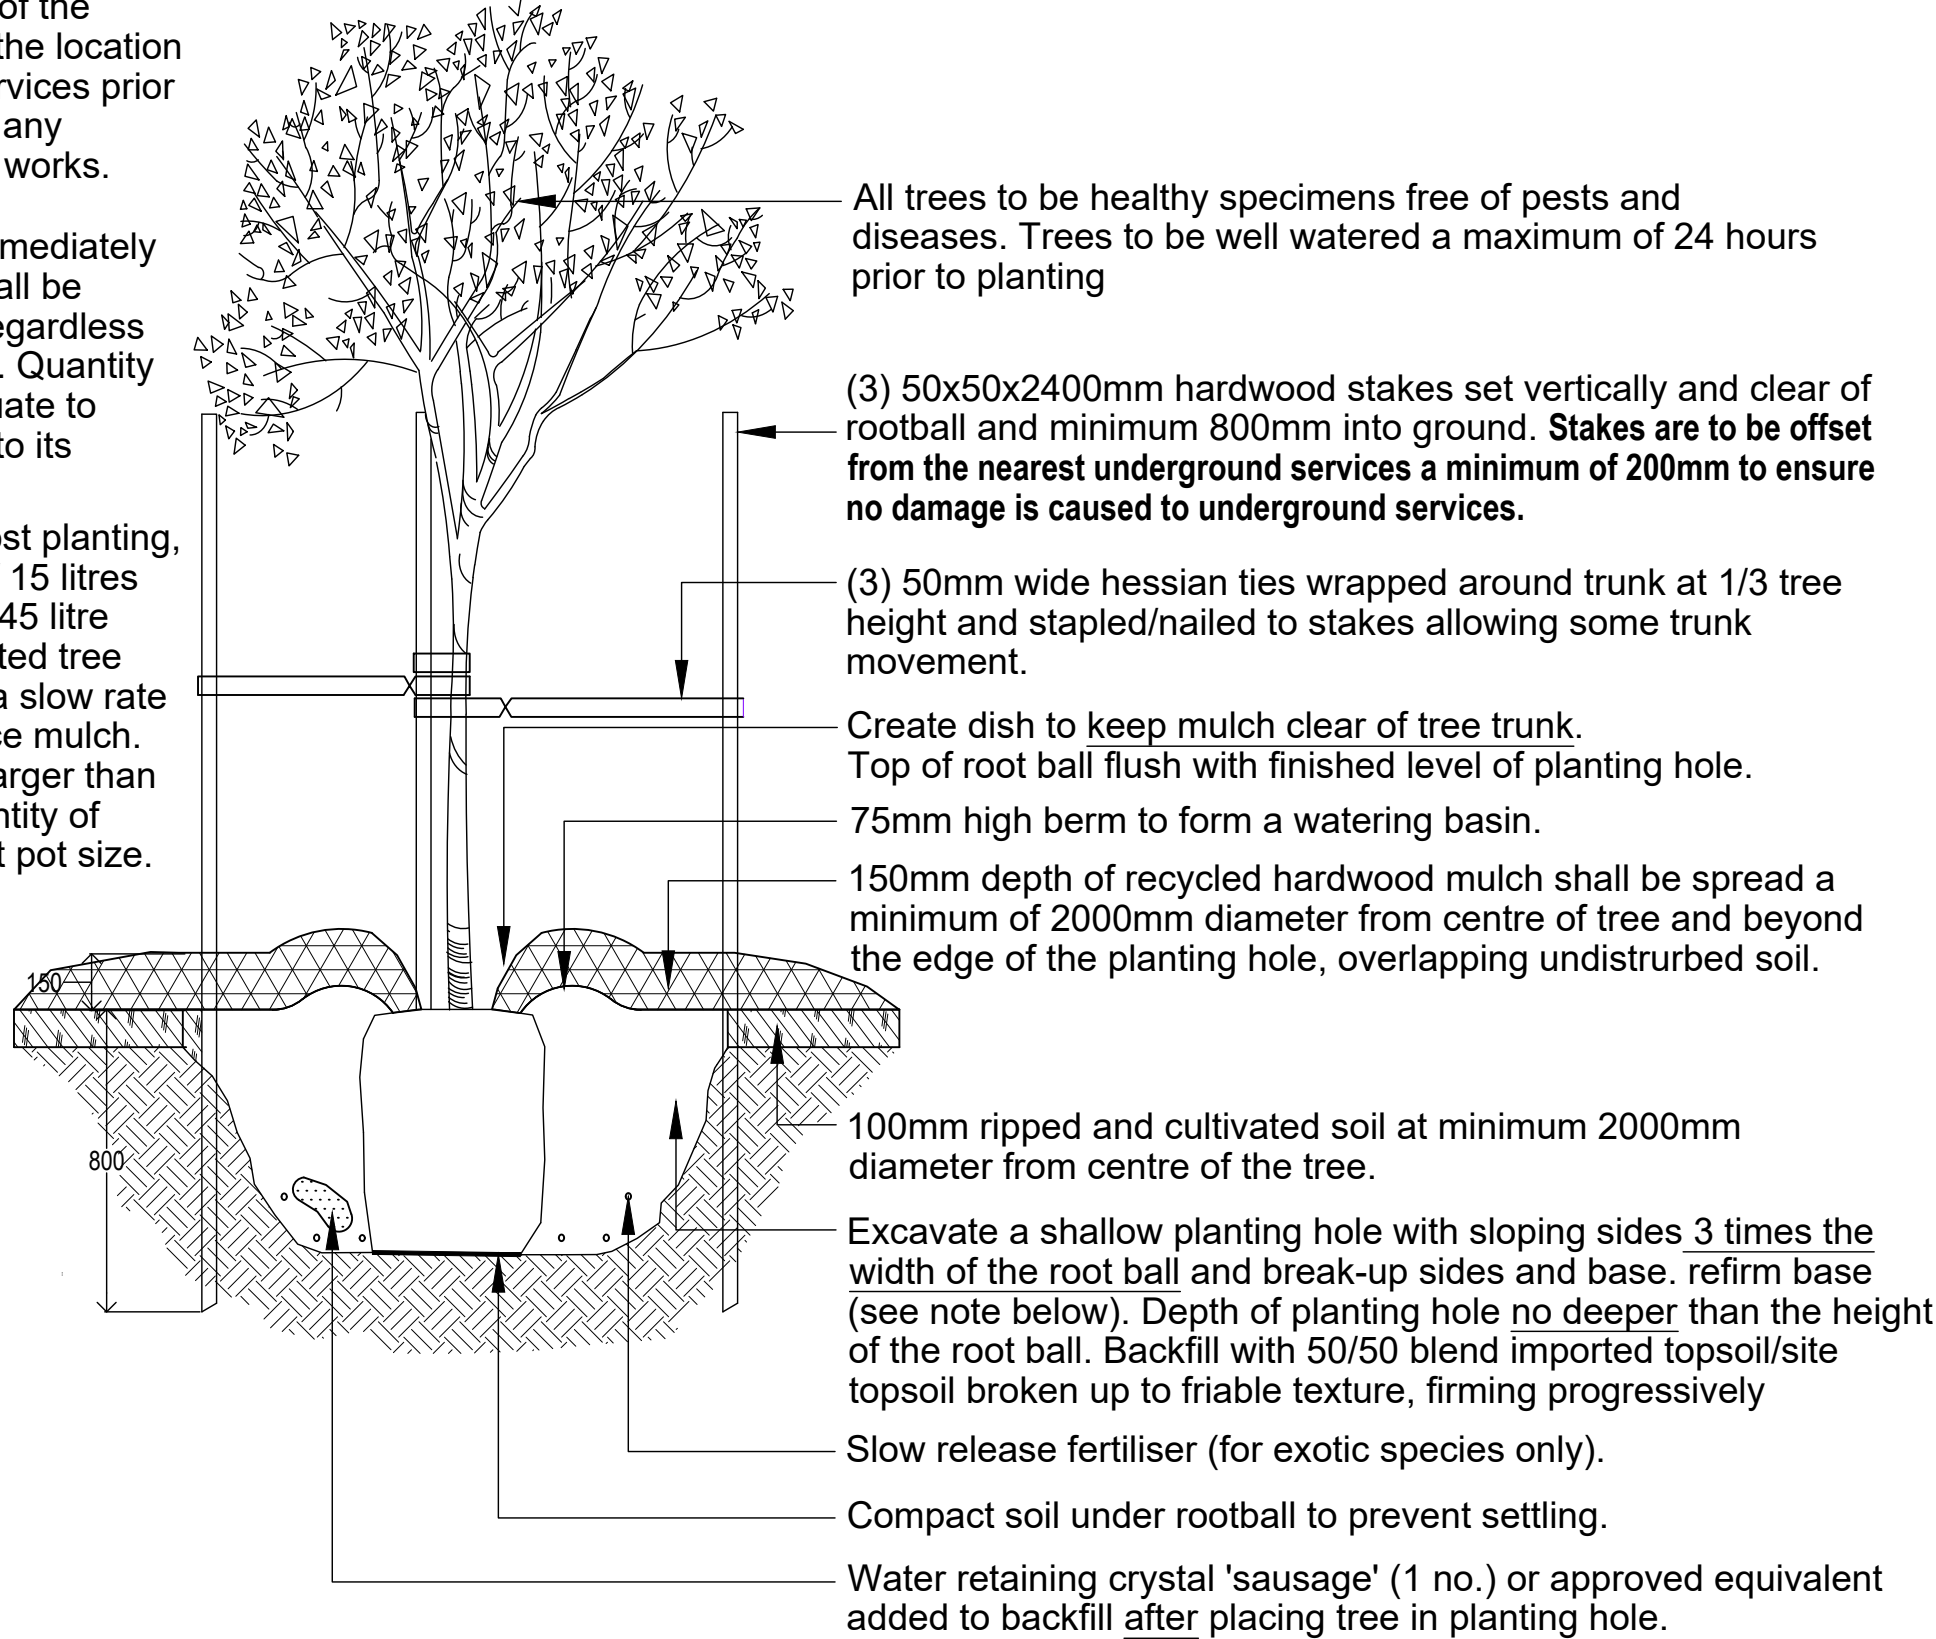 of the
the location
rvices prior
any
works.
mediately
all be
egardless
. Quantity
uate to
to its
ost planting,
15 litres
45 litre
ted tree
a slow rate
ce mulch.
arger than
ntity of
t pot size.
All trees to be healthy specimens free of pests and
diseases. Trees to be well watered a maximum of 24 hours
prior to planting
(3) 50x50x2400mm hardwood stakes set vertically and clear of
rootball and minimum 800mm into ground. Stakes are to be offset
from the nearest underground services a minimum of 200mm to ensure
no damage is caused to underground services.
(3) 50mm wide hessian ties wrapped around trunk at 1/3 tree
height and stapled/nailed to stakes allowing some trunk
movement.
Create dish to keep mulch clear of tree trunk.
Top of root ball flush with finished level of planting hole.
75mm high berm to form a watering basin.
150mm depth of recycled hardwood mulch shall be spread a
minimum of 2000mm diameter from centre of tree and beyond
the edge of the planting hole, overlapping undistrurbed soil.
150
800
100mm ripped and cultivated soil at minimum 2000mm
diameter from centre of the tree.
Excavate a shallow planting hole with sloping sides 3 times the
width of the root ball and break-up sides and base. refirm base
(see note below). Depth of planting hole no deeper than the height
of the root ball. Backfill with 50/50 blend imported topsoil/site
topsoil broken up to friable texture, firming progressively
Slow release fertiliser (for exotic species only).
Compact soil under rootball to prevent settling.
Water retaining crystal 'sausage' (1 no.) or approved equivalent
added to backfill after placing tree in planting hole.